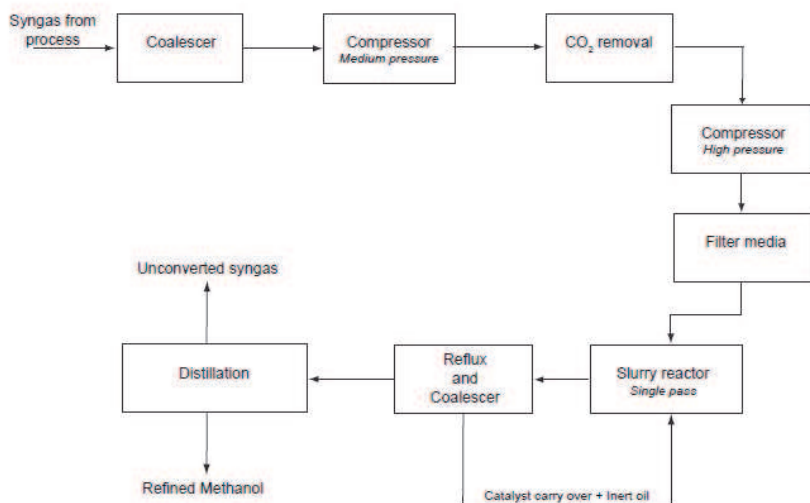 Syngas from
process
Coalescer
Compressor
Medium pressure
CO₂ removal
Compressor
High pressure
Filter media
Slurry reactor
Single pass
Reflux
and
Coalescer
Catalyst carry over + Inert oil
Distillation
Unconverted syngas
Refined Methanol